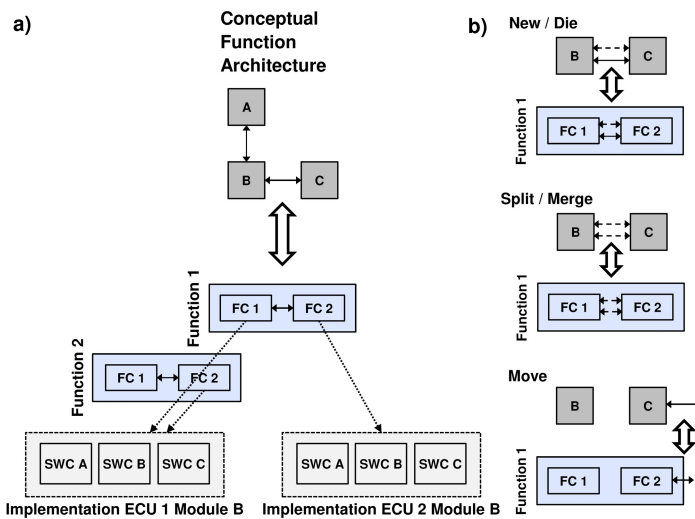 a)
Conceptual
Function
Architecture
A
B
C
Function 1
FC 1
FC 2
Function 2
FC 1
FC 2
SWC A
SWC B
SWC C
SWC A
SWC B
SWC C
Implementation ECU 1 Module B
Implementation ECU 2 Module B
b)
New / Die
B
C
Function 1
FC 1
FC 2
Split / Merge
B
C
Function 1
FC 1
FC 2
Move
B
C
Function 1
FC 1
FC 2